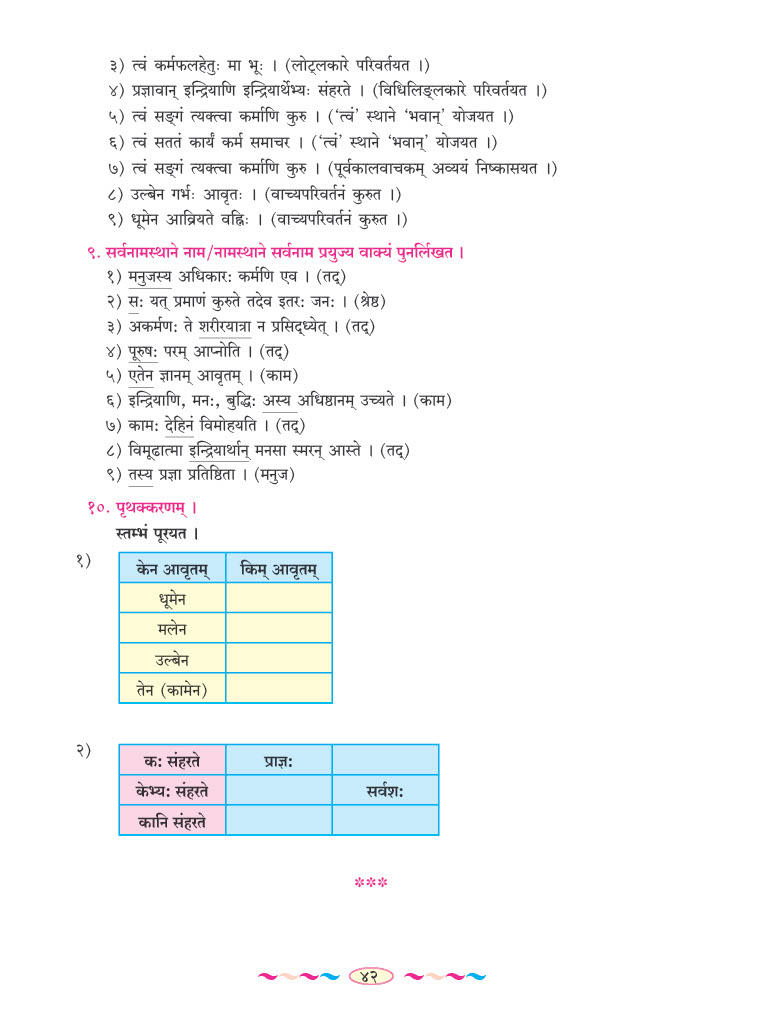 ३) त्वं कर्मफलहेतुः मा भूः । (लोट्लकारे परिवर्तयत ।)
४) प्रज्ञावान् इन्द्रियाणि इन्द्रियार्थेभ्यः संहरते । (विधिलिङ्लकारे परिवर्तयत ।)
५) त्वं सङ्गं त्यक्त्वा कर्माणि कुरु । (‘त्वं’ स्थाने ‘भवान्’ योजयत ।)
६) त्वं सततं कार्यं कर्म समाचर । (‘त्वं’ स्थाने ‘भवान्’ योजयत ।)
७) त्वं सङ्गं त्यक्त्वा कर्माणि कुरु । (पूर्वकालवाचकम् अव्ययं निष्कासयत ।)
८) उल्बेन गर्भः आवृतः । (वाच्यपरिवर्तनं कुरुत ।)
९) धूमेन आव्रियते वह्निः । (वाच्यपरिवर्तनं कुरुत ।)
९. सर्वनामस्थाने नाम/नामस्थाने सर्वनाम प्रयुज्य वाक्यं पुनर्लिखत ।
१) मनुजस्य अधिकारः कर्मणि एव । (तद्)
२) सः यत् प्रमाणं कुरुते तदेव इतरः जनः । (श्रेष्ठ)
३) अकर्मणः ते शरीरयात्रा न प्रसिद्ध्येत् । (तद्)
४) पूरुषः परम् आप्नोति । (तद्)
५) एतेन ज्ञानम् आवृतम् । (काम)
६) इन्द्रियाणि, मनः, बुद्धिः अस्य अधिष्ठानम् उच्यते । (काम)
७) कामः देहिनं विमोहयति । (तद्)
८) विमूढात्मा इन्द्रियार्थान् मनसा स्मरन् आस्ते । (तद्)
९) तस्य प्रज्ञा प्रतिष्ठिता । (मनुज)
१०. पृथक्करणम् ।
स्तम्भं पूरयत ।
१)
केन आवृतम् किम् आवृतम्
धूमेन
मलेन
उल्बेन
तेन (कामेन)
२)
कः संहरते प्राज्ञः
केभ्यः संहरते सर्वशः
कानि संहरते
***
४२